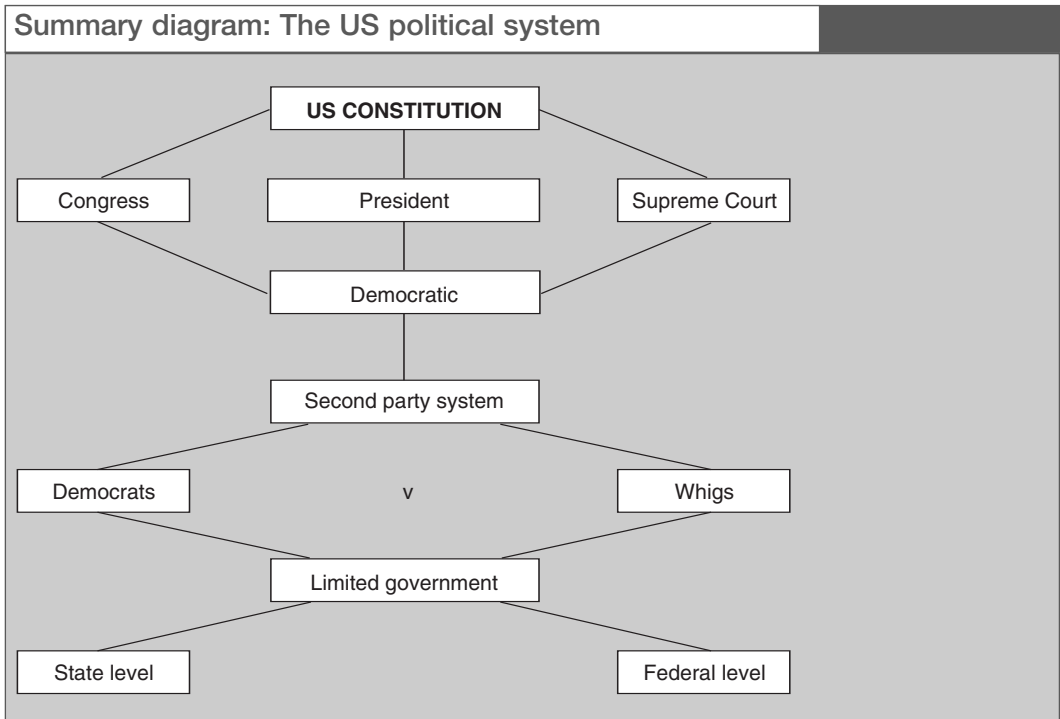 Summary diagram: The US political system
US CONSTITUTION
Congress
President
Supreme Court
Democratic
Second party system
Democrats
v
Whigs
Limited government
State level
Federal level